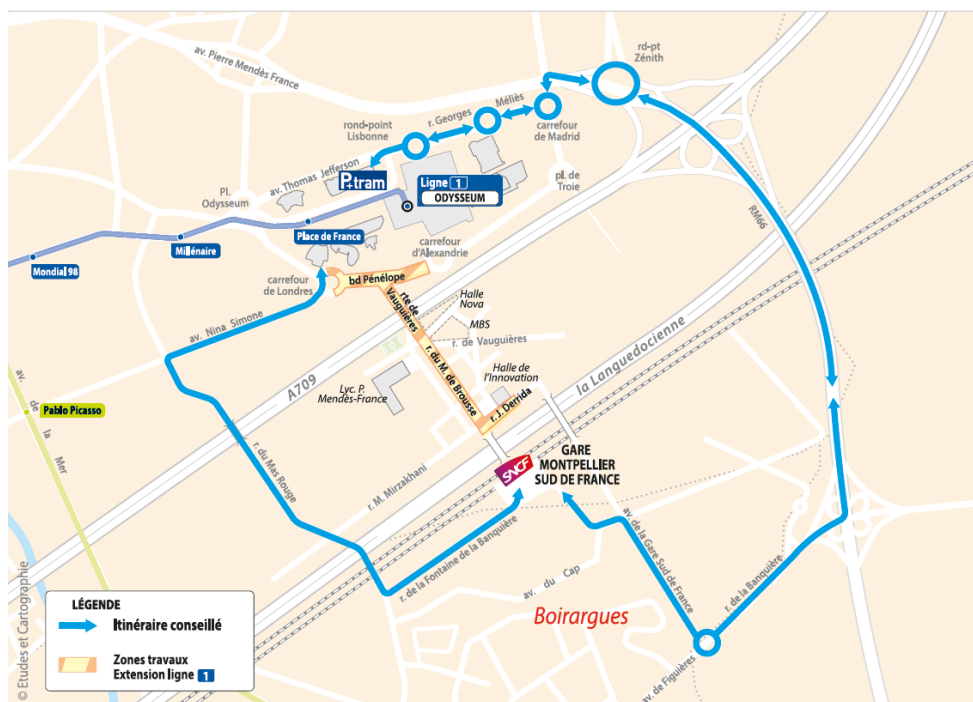 rd-pt
Zénith
av. Pierre Mendès France
r. Georges Méliès
rond-point
Lisbonne
carrefour
de Madrid
av. Thomas Jefferson
P+tram
Ligne 1
ODYSSEUM
pl. de
Troie
Pl.
Odysseum
RM66
Place de France
Millénaire
Mondial 98
carrefour
d'Alexandrie
carrefour
de Londres
bd Pénélope
rte de
Vauguières
Halle
Nova
MBS
r. de Vauguières
av. Nina Simone
r. du M. de Brousse
Halle de
l'Innovation
la Languedocienne
A709
Lyc. P.
Mendès-France
r. J. Derrida
av. de la Mer
Pablo Picasso
GARE
MONTPELLIER
SUD DE FRANCE
SNCF
r. du Mas Rouge
r. M. Mirzakhani
r. de la Fontaine de la Banquière
av. de la Gare Sud de France
av. du Cap
r. de la Banquière
Boirargues
av. de Figuières
LÉGENDE
Itinéraire conseillé
Zones travaux
Extension ligne 1
© Etudes et Cartographie